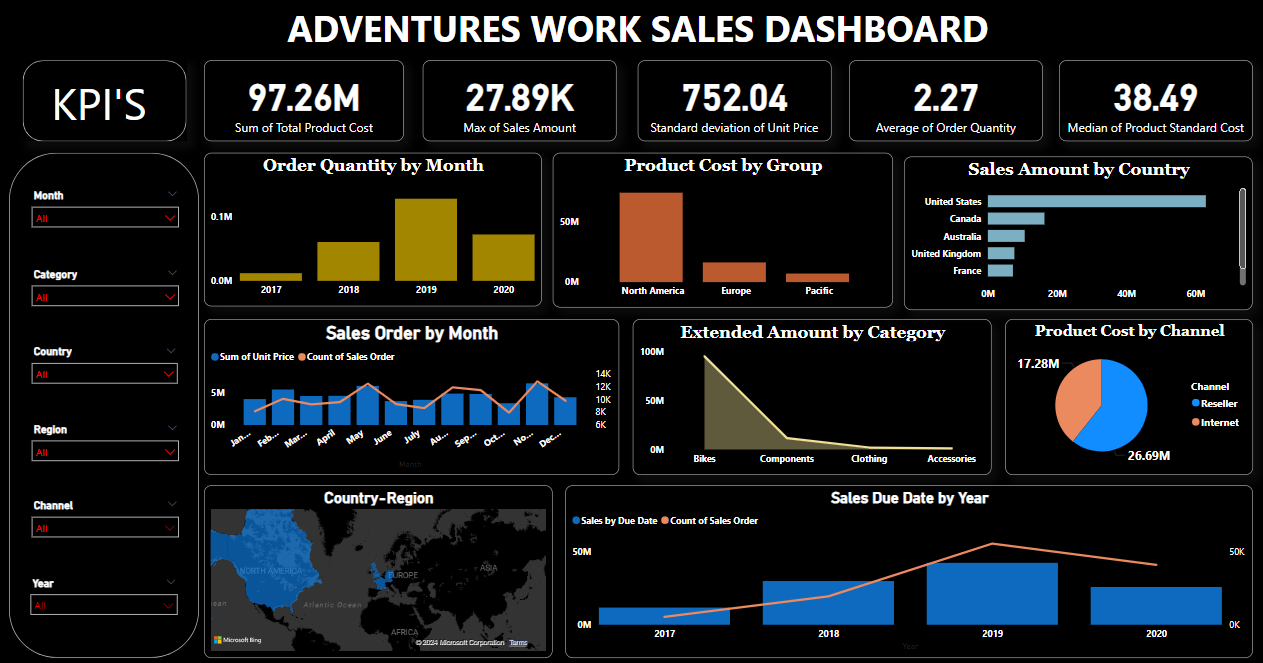 ADVENTURES WORK SALES DASHBOARD
KPI'S
97.26M
Sum of Total Product Cost
27.89K
Max of Sales Amount
752.04
Standard deviation of Unit Price
2.27
Average of Order Quantity
38.49
Median of Product Standard Cost
Month
All
Category
All
Country
All
Region
All
Channel
All
Year
All
Order Quantity by Month
0.1M
0.0M
2017 2018 2019 2020
Product Cost by Group
50M
0M
North America Europe Pacific
Sales Amount by Country
United States
Canada
Australia
United Kingdom
France
0M 20M 40M 60M
Sales Order by Month
Sum of Unit Price Count of Sales Order
5M
0M
14K
12K
10K
8K
6K
Jan... Feb... Mar... April May June July Au... Sep... Oct... No... Dec...
Month
Extended Amount by Category
100M
50M
0M
Bikes Components Clothing Accessories
Product Cost by Channel
17.28M
26.69M
Channel
Reseller
Internet
Country-Region
NORTH AMERICA
EUROPE
ASIA
Atlantic Ocean
ean
AFRICA
Microsoft Bing
© 2024 Microsoft Corporation Terms
Sales Due Date by Year
Sales by Due Date Count of Sales Order
50M
0M
50K
0K
2017 2018 2019 2020
Year